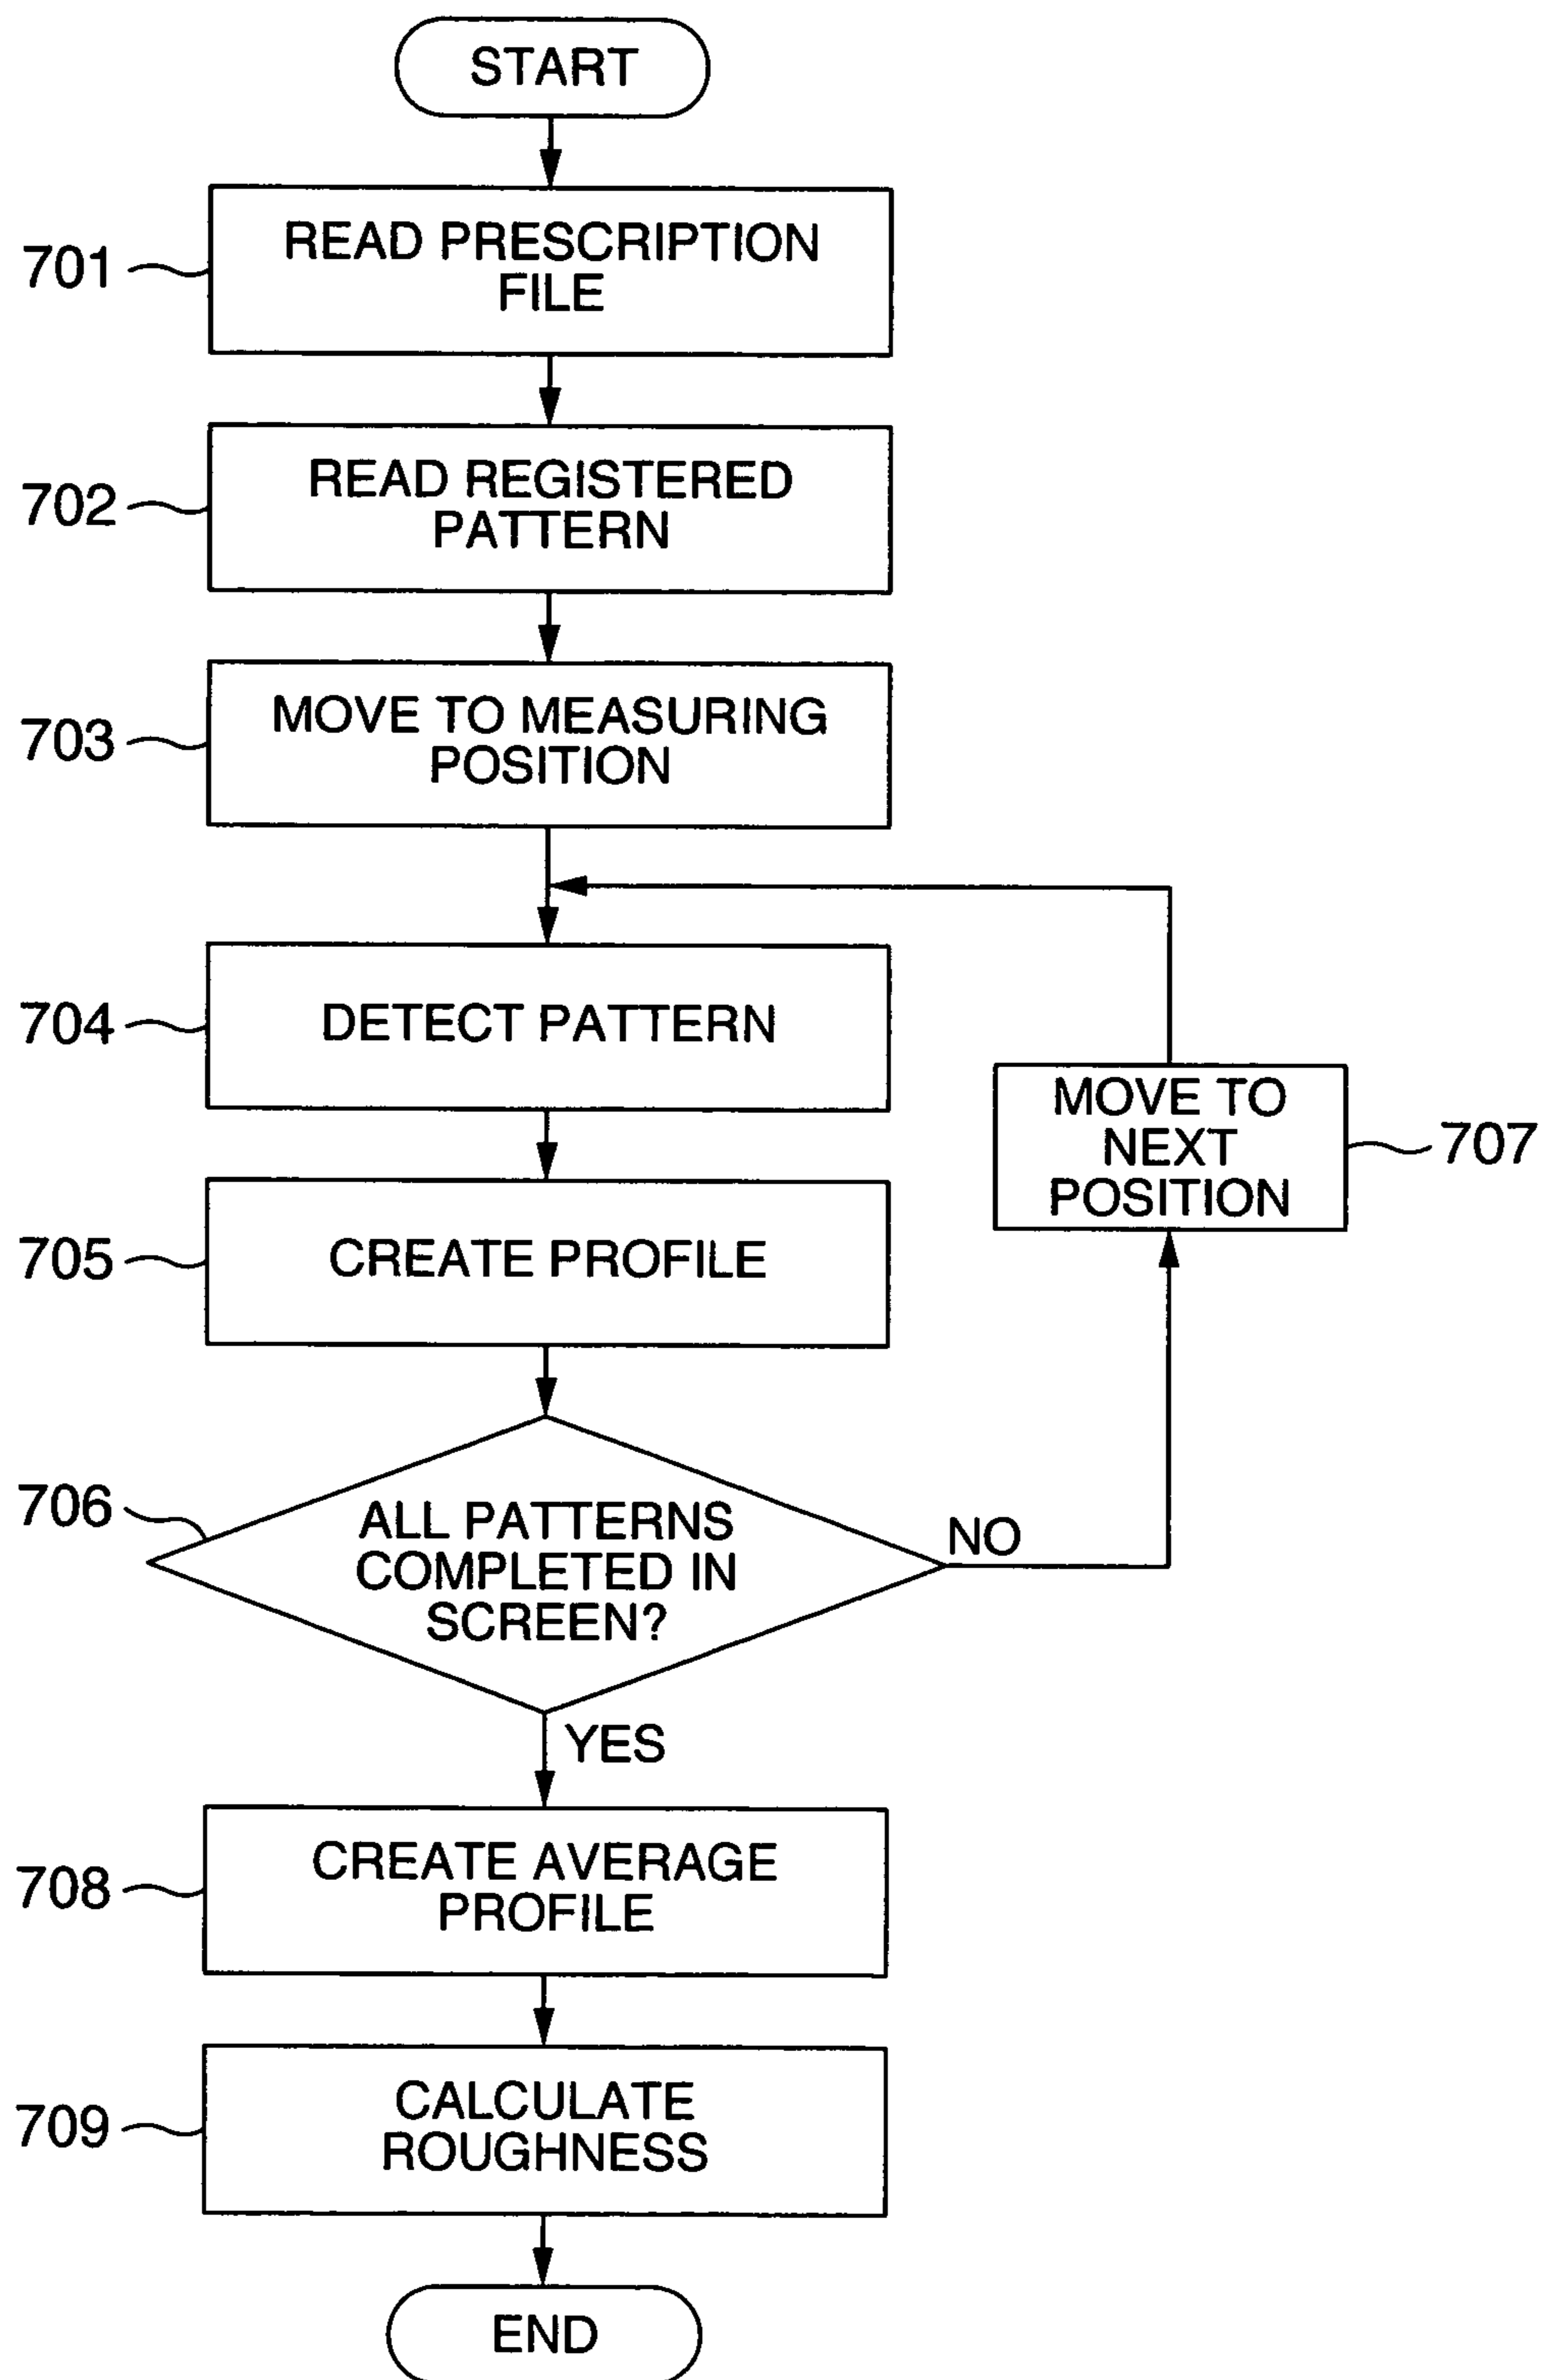 START
701
READ PRESCRIPTION
FILE
702
READ REGISTERED
PATTERN
703
MOVE TO MEASURING
POSITION
704
DETECT PATTERN
MOVE TO
NEXT
POSITION
707
705
CREATE PROFILE
706
ALL PATTERNS
COMPLETED IN
SCREEN?
NO
YES
708
CREATE AVERAGE
PROFILE
709
CALCULATE
ROUGHNESS
END